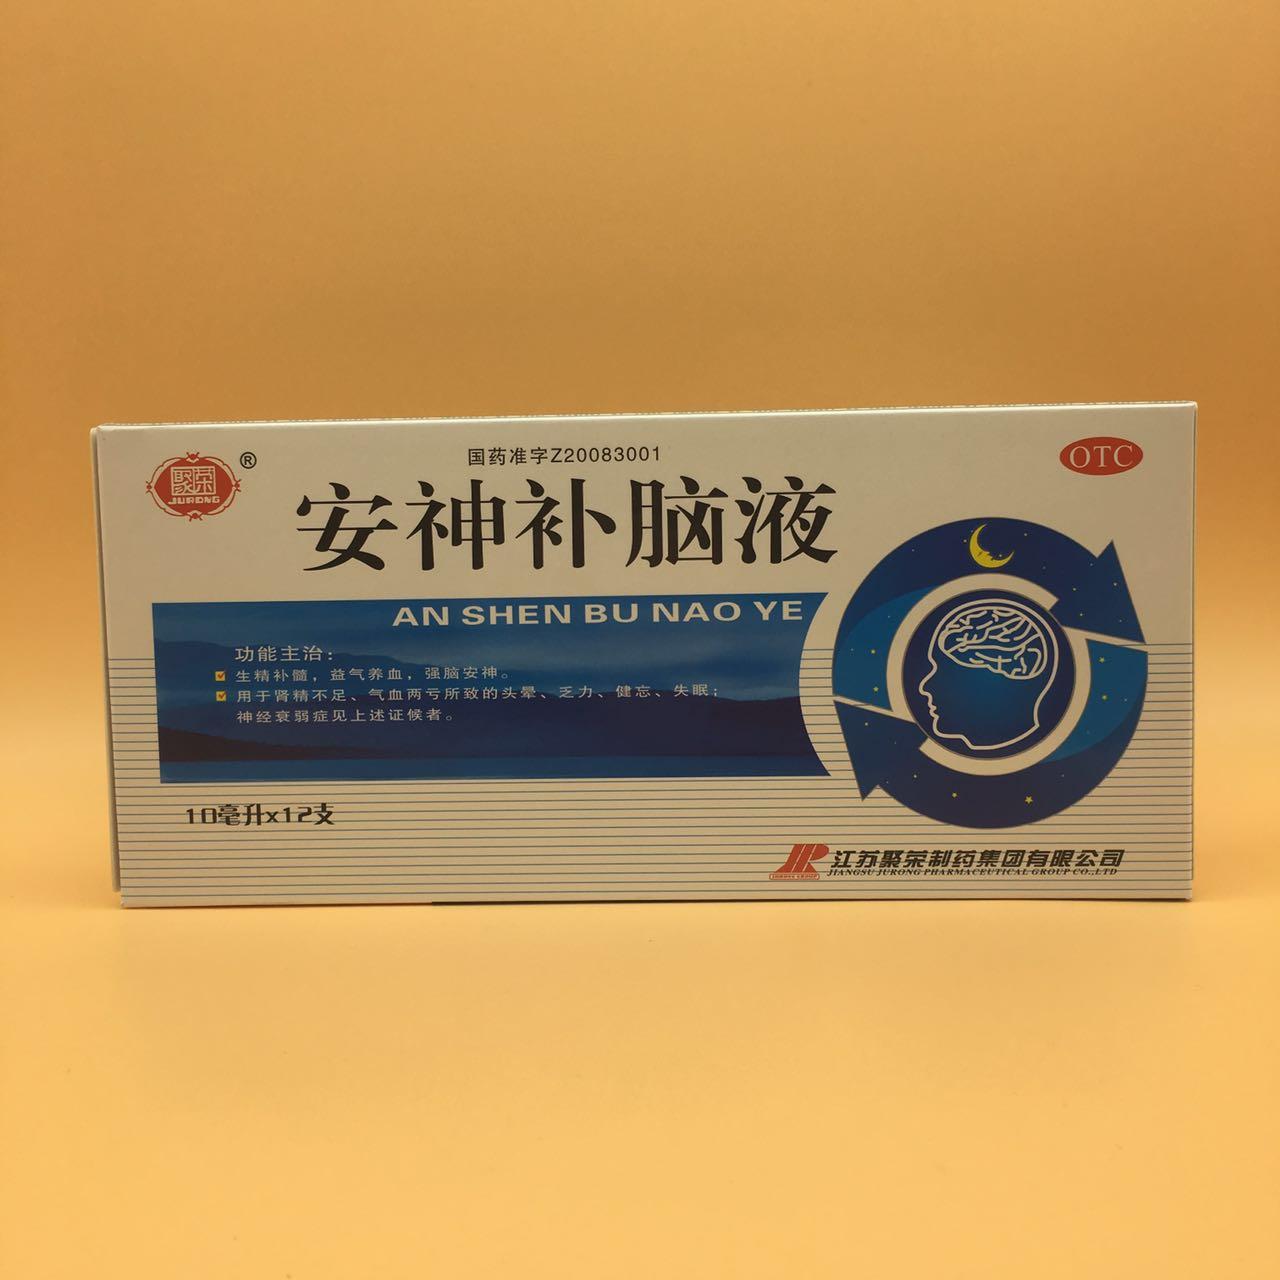 国药准字Z20083001
OTC
聚荣
JURONG
®
安神补脑液
AN SHEN BU NAO YE
功能主治：
生精补髓，益气养血，强脑安神。
用于肾精不足、气血两亏所致的头晕、乏力、健忘、失眠；
神经衰弱症见上述证候者。
10毫升x12支
江苏聚荣制药集团有限公司
JIANGSU JURONG PHARMACEUTICAL GROUP CO.,LTD
JURONG GROUP